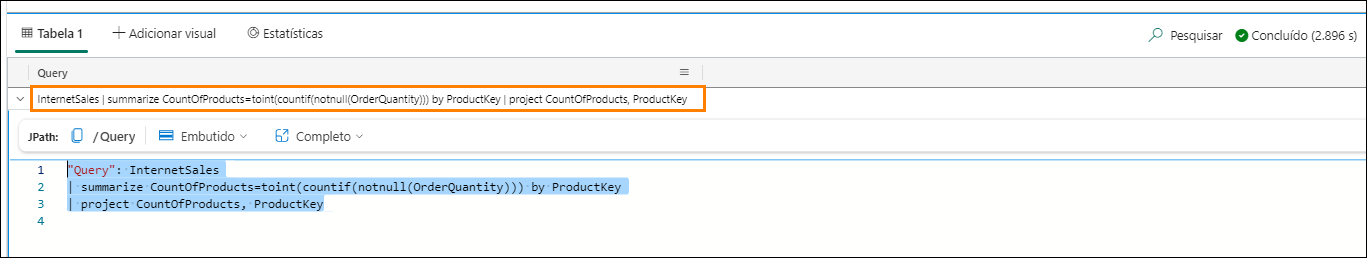 Tabela 1 Adicionar visual Estatísticas Pesquisar Concluído (2.896 s)
Query
InternetSales | summarize CountOfProducts=toint(countif(notnull(OrderQuantity))) by ProductKey | project CountOfProducts, ProductKey
JPath: /Query Embutido Completo
1 "Query": InternetSales
2 | summarize CountOfProducts=toint(countif(notnull(OrderQuantity))) by ProductKey
3 | project CountOfProducts, ProductKey
4